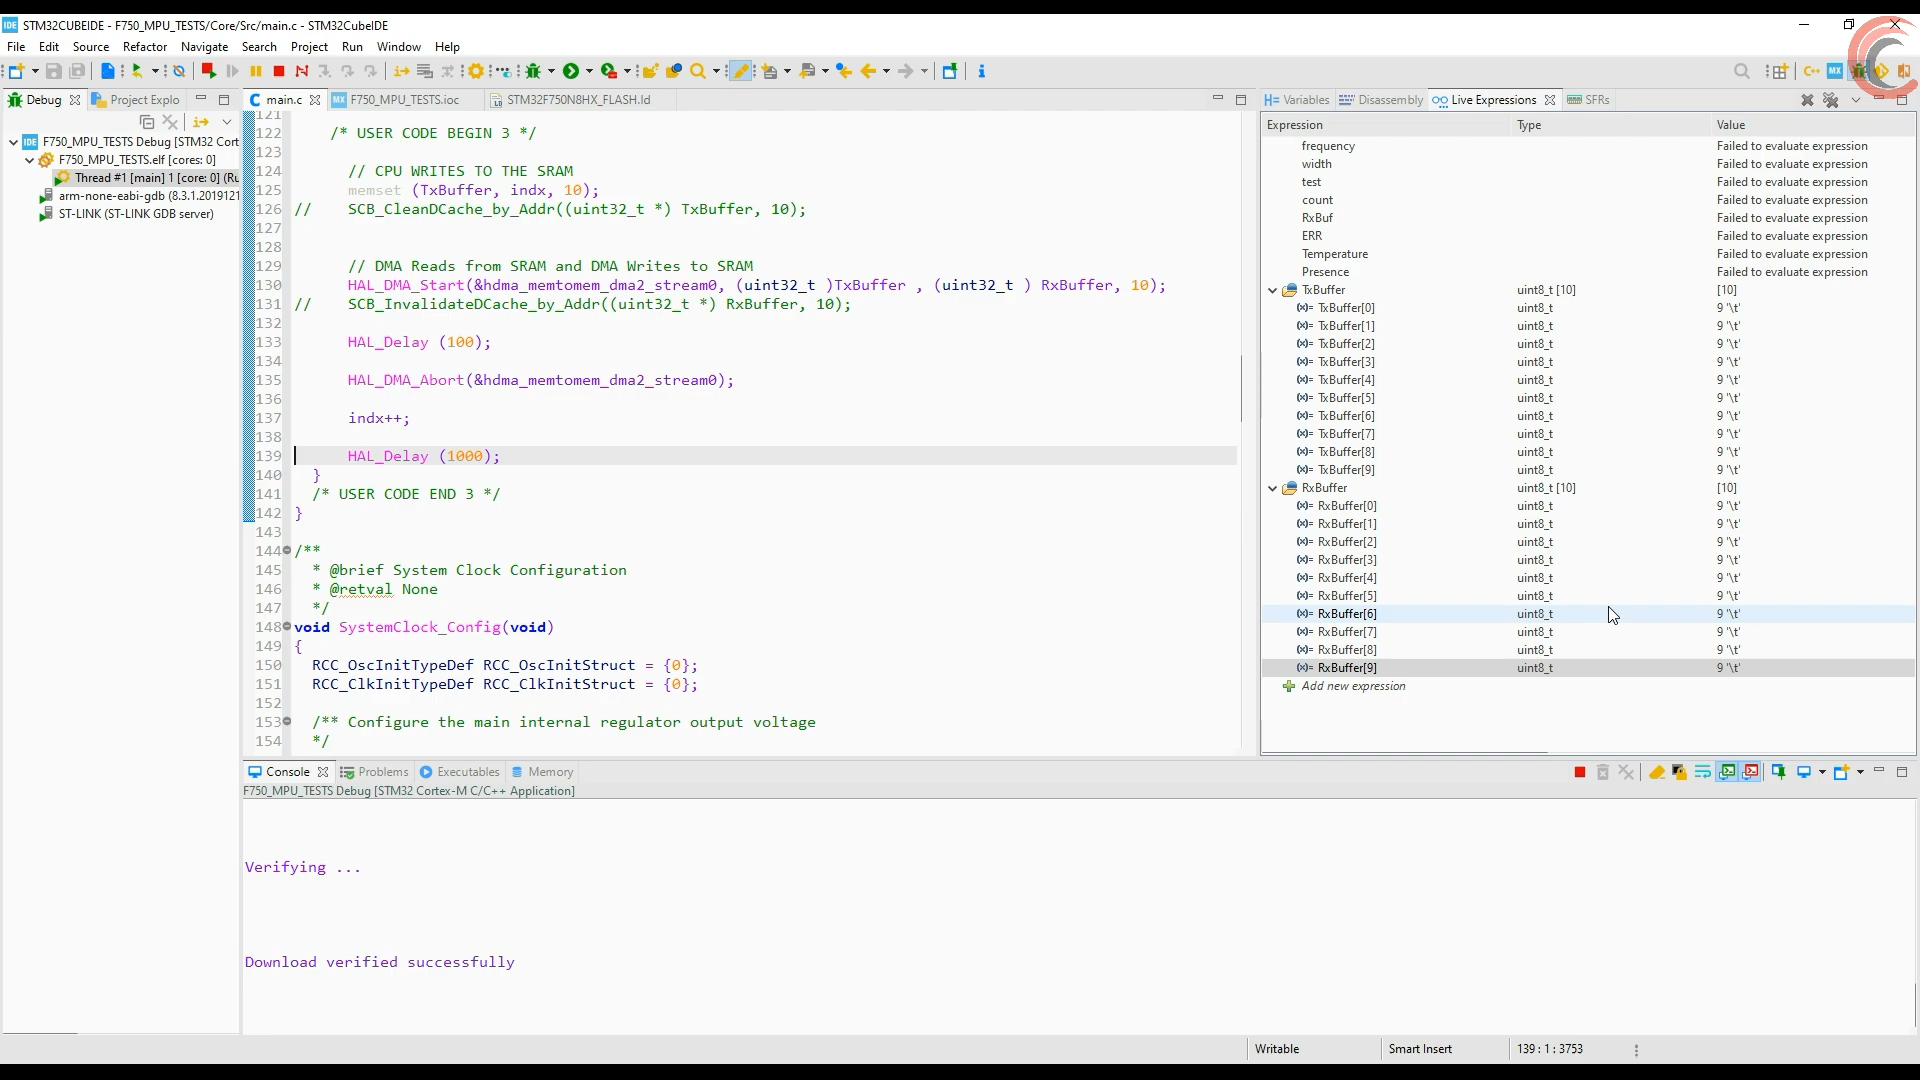 IDE STM32CUBEIDE - F750_MPU_TESTS/Core/Src/main.c - STM32CubeIDE
File Edit Source Refactor Navigate Search Project Run Window Help
Debug Project Explo
IDE F750_MPU_TESTS Debug [STM32 Cort
F750_MPU_TESTS.elf [cores: 0]
Thread #1 [main] 1 [core: 0] (Ru
arm-none-eabi-gdb (8.3.1.2019121
ST-LINK (ST-LINK GDB server)
main.c MX F750_MPU_TESTS.ioc STM32F750N8HX_FLASH.ld
121
122 /* USER CODE BEGIN 3 */
123
124 // CPU WRITES TO THE SRAM
125 memset (TxBuffer, indx, 10);
126 // SCB_CleanDCache_by_Addr((uint32_t *) TxBuffer, 10);
127
128
129 // DMA Reads from SRAM and DMA Writes to SRAM
130 HAL_DMA_Start(&hdma_memtomem_dma2_stream0, (uint32_t )TxBuffer , (uint32_t ) RxBuffer, 10);
131 // SCB_InvalidateDCache_by_Addr((uint32_t *) RxBuffer, 10);
132
133 HAL_Delay (100);
134
135 HAL_DMA_Abort(&hdma_memtomem_dma2_stream0);
136
137 indx++;
138
139 HAL_Delay (1000);
140 }
141 /* USER CODE END 3 */
142 }
143
144 /**
145 * @brief System Clock Configuration
146 * @retval None
147 */
148 void SystemClock_Config(void)
149 {
150 RCC_OscInitTypeDef RCC_OscInitStruct = {0};
151 RCC_ClkInitTypeDef RCC_ClkInitStruct = {0};
152
153 /** Configure the main internal regulator output voltage
154 */
Variables Disassembly Live Expressions SFRs
Expression Type Value
frequency Failed to evaluate expression
width Failed to evaluate expression
test Failed to evaluate expression
count Failed to evaluate expression
RxBuf Failed to evaluate expression
ERR Failed to evaluate expression
Temperature Failed to evaluate expression
Presence Failed to evaluate expression
TxBuffer uint8_t [10] [10]
(x)= TxBuffer[0] uint8_t 9 '\t'
(x)= TxBuffer[1] uint8_t 9 '\t'
(x)= TxBuffer[2] uint8_t 9 '\t'
(x)= TxBuffer[3] uint8_t 9 '\t'
(x)= TxBuffer[4] uint8_t 9 '\t'
(x)= TxBuffer[5] uint8_t 9 '\t'
(x)= TxBuffer[6] uint8_t 9 '\t'
(x)= TxBuffer[7] uint8_t 9 '\t'
(x)= TxBuffer[8] uint8_t 9 '\t'
(x)= TxBuffer[9] uint8_t 9 '\t'
RxBuffer uint8_t [10] [10]
(x)= RxBuffer[0] uint8_t 9 '\t'
(x)= RxBuffer[1] uint8_t 9 '\t'
(x)= RxBuffer[2] uint8_t 9 '\t'
(x)= RxBuffer[3] uint8_t 9 '\t'
(x)= RxBuffer[4] uint8_t 9 '\t'
(x)= RxBuffer[5] uint8_t 9 '\t'
(x)= RxBuffer[6] uint8_t 9 '\t'
(x)= RxBuffer[7] uint8_t 9 '\t'
(x)= RxBuffer[8] uint8_t 9 '\t'
(x)= RxBuffer[9] uint8_t 9 '\t'
Add new expression
Console Problems Executables Memory
F750_MPU_TESTS Debug [STM32 Cortex-M C/C++ Application]
Verifying ...
Download verified successfully
Writable Smart Insert 139 : 1 : 3753